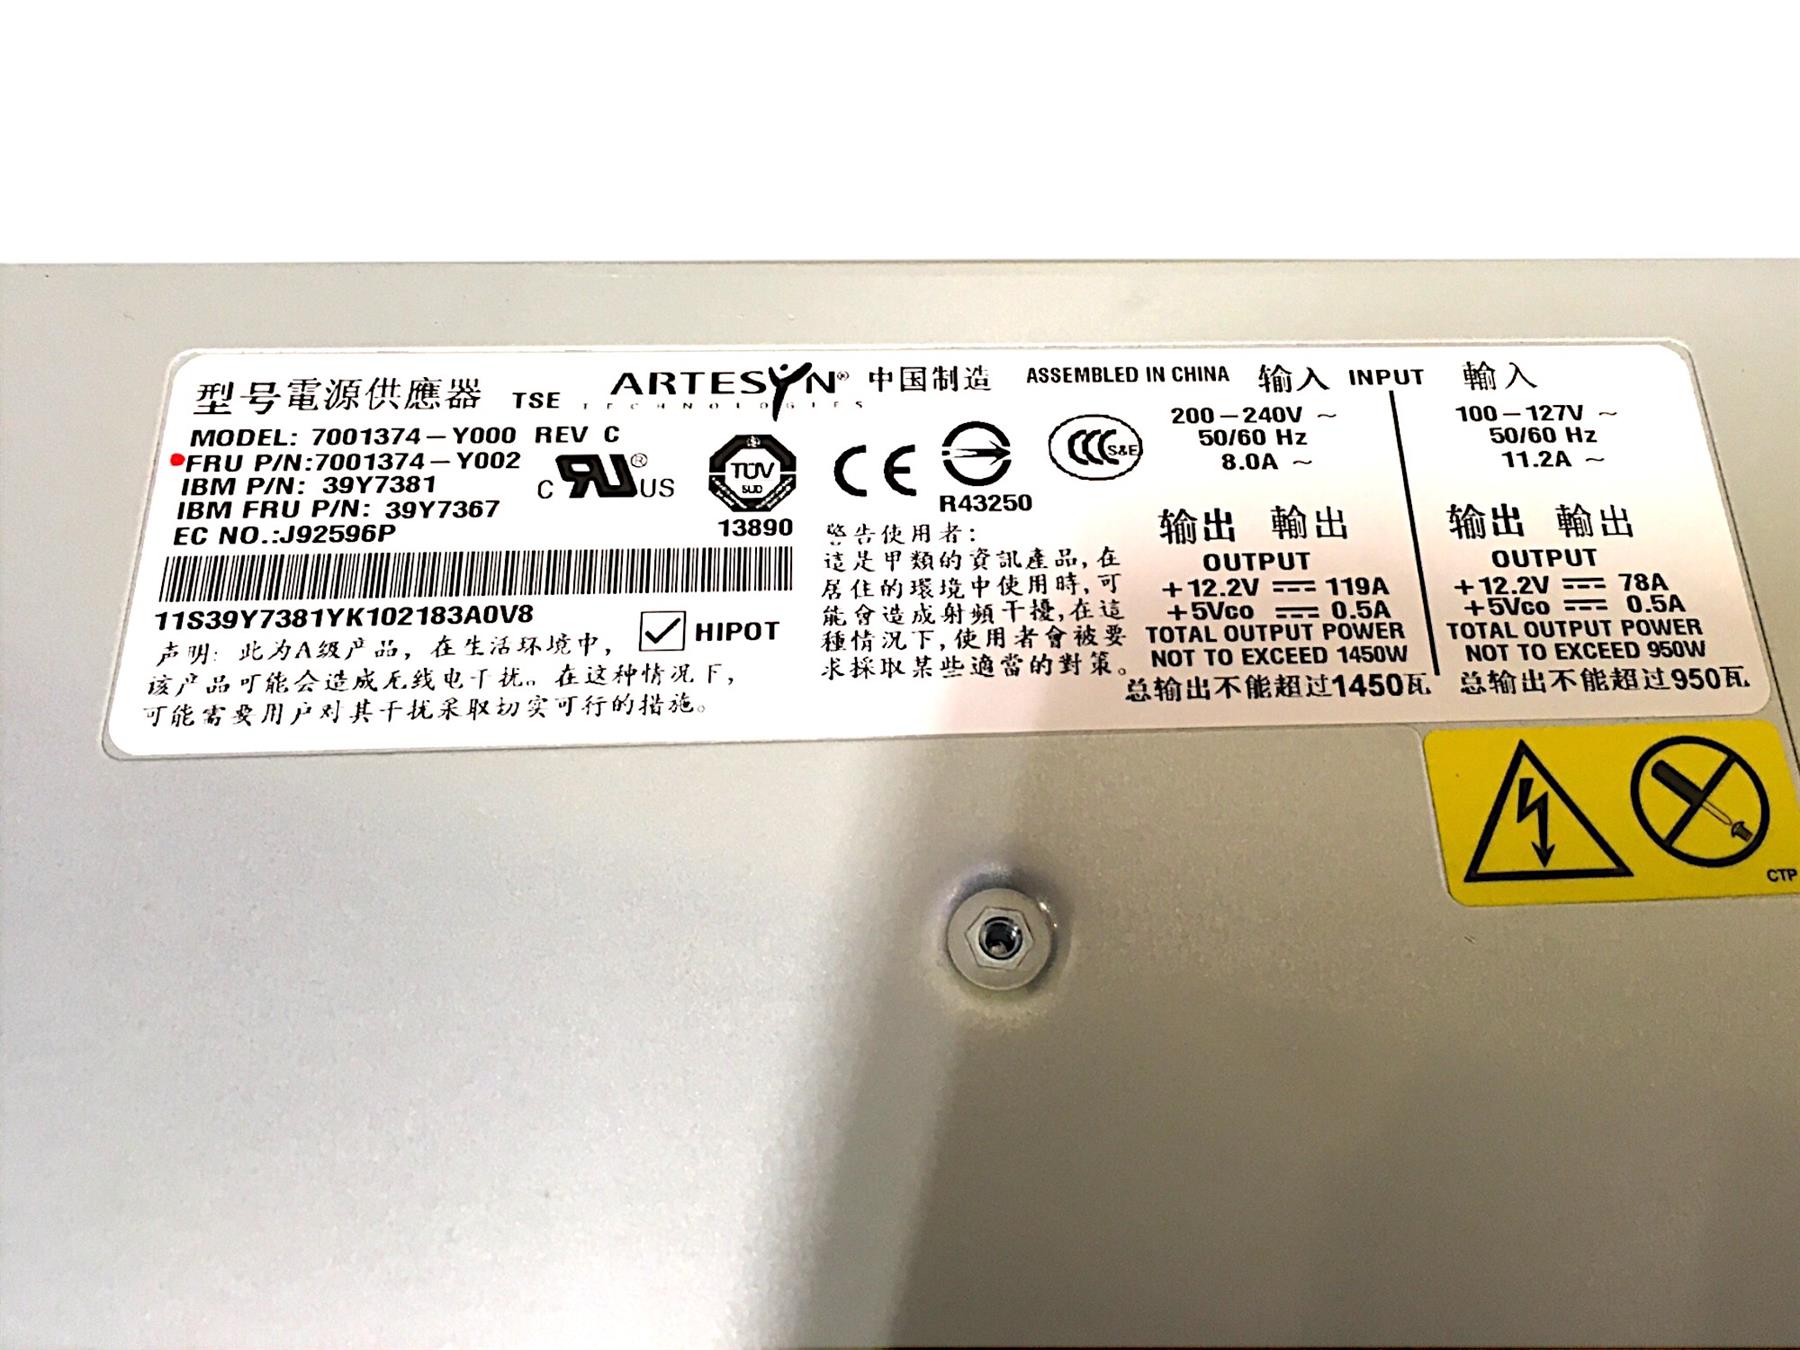 型号電源供應器 TSE ARTESYN® 中国制造 ASSEMBLED IN CHINA 输入 INPUT 輸入
TECHNOLOGIES
MODEL: 7001374-Y000 REV C
FRU P/N:7001374-Y002
IBM P/N: 39Y7381
IBM FRU P/N: 39Y7367
EC NO.:J92596P
11S39Y7381YK102183A0V8
HIPOT
声明: 此为A级产品, 在生活环境中,
该产品可能会造成无线电干扰。在这种情况下,
可能需要用户对其干扰采取切实可行的措施。
C RU® US
TÜV
SÜD
13890
CE
R43250
CCC S&E
警告使用者:
這是甲類的資訊產品,在
居住的環境中使用時,可
能會造成射頻干擾,在這
種情況下,使用者會被要
求採取某些適當的對策。
200-240V ~
50/60 Hz
8.0A ~
输出 輸出
OUTPUT
+12.2V ⎓ 119A
+5Vco ⎓ 0.5A
TOTAL OUTPUT POWER
NOT TO EXCEED 1450W
总输出不能超过1450瓦
100-127V ~
50/60 Hz
11.2A ~
输出 輸出
OUTPUT
+12.2V ⎓ 78A
+5Vco ⎓ 0.5A
TOTAL OUTPUT POWER
NOT TO EXCEED 950W
总输出不能超过950瓦
CTP